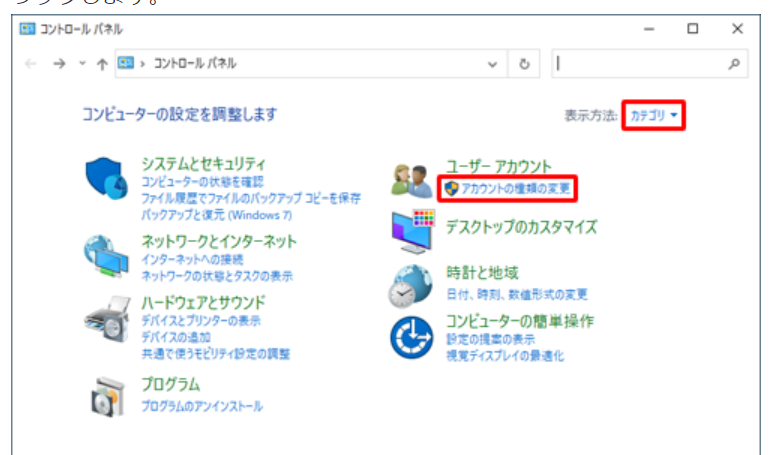 コントロール パネル
コントロール パネル
コンピューターの設定を調整します
表示方法: カテゴリ
システムとセキュリティ
コンピューターの状態を確認
ファイル履歴でファイルのバックアップ コピーを保存
バックアップと復元 (Windows 7)
ネットワークとインターネット
インターネットへの接続
ネットワークの状態とタスクの表示
ハードウェアとサウンド
デバイスとプリンターの表示
デバイスの追加
共通で使うモビリティ設定の調整
プログラム
プログラムのアンインストール
ユーザー アカウント
アカウントの種類の変更
デスクトップのカスタマイズ
時計と地域
日付、時刻、数値形式の変更
コンピューターの簡単操作
設定の提案の表示
視覚ディスプレイの最適化